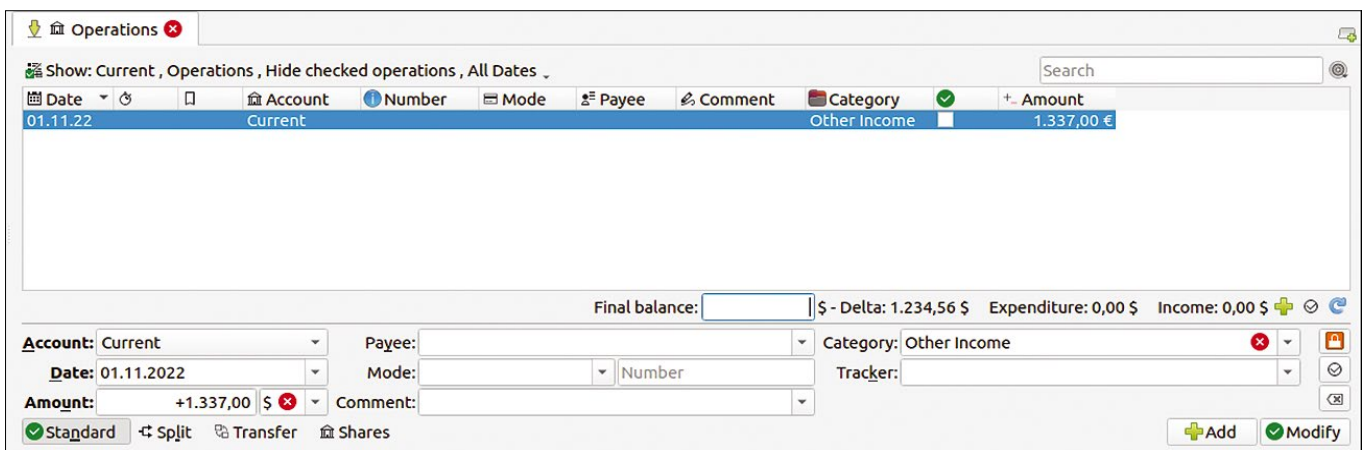 Operations
Show: Current , Operations , Hide checked operations , All Dates
Search
Date Account Number Mode Payee Comment Category Amount
01.11.22 Current Other Income 1.337,00 €
Final balance: $ - Delta: 1.234,56 $ Expenditure: 0,00 $ Income: 0,00 $
Account: Current Payee: Category: Other Income
Date: 01.11.2022 Mode: Number Tracker:
Amount: +1.337,00 $ Comment:
Standard Split Transfer Shares Add Modify